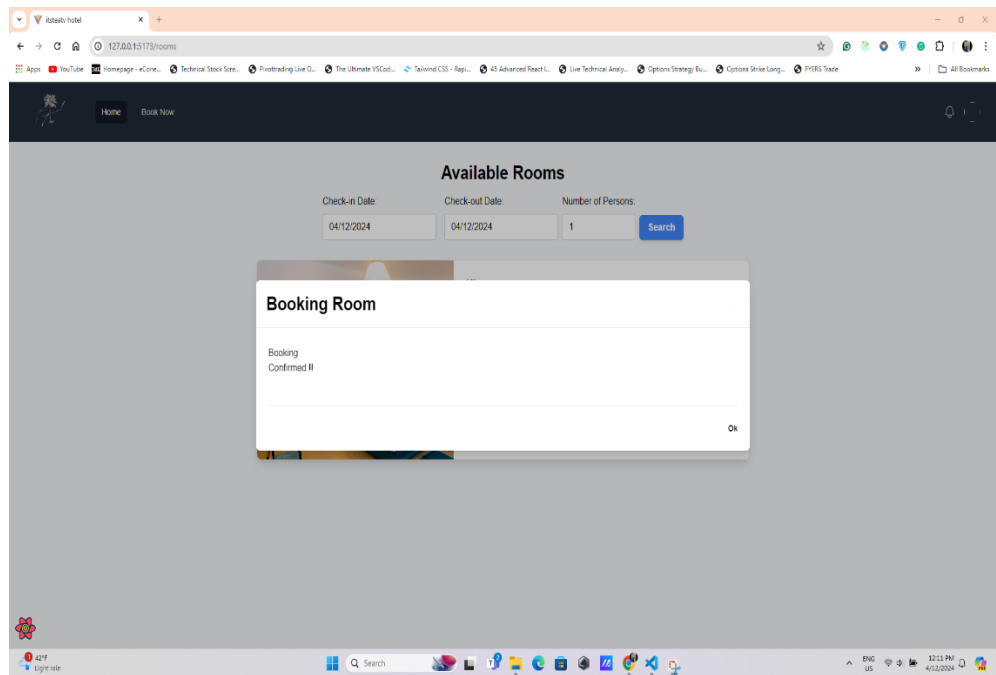 itsteatv hotel
127.0.0.1:5173/rooms
Apps YouTube Homepage - eCone... Technical Stock Scre... Pivottrading Live O... The Ultimate VSCod... Tailwind CSS - Rapi... 45 Advanced React I... Live Technical Analy... Options Strategy Bu... Options Strike Long... FYERS Trade All Bookmarks
Home Book Now
Available Rooms
Check-in Date: Check-out Date: Number of Persons:
04/12/2024 04/12/2024 1 Search
Booking Room
Booking
Confirmed !!
Ok
42°F
Light rain
Search
ENG
US
12:11 PM
4/12/2024